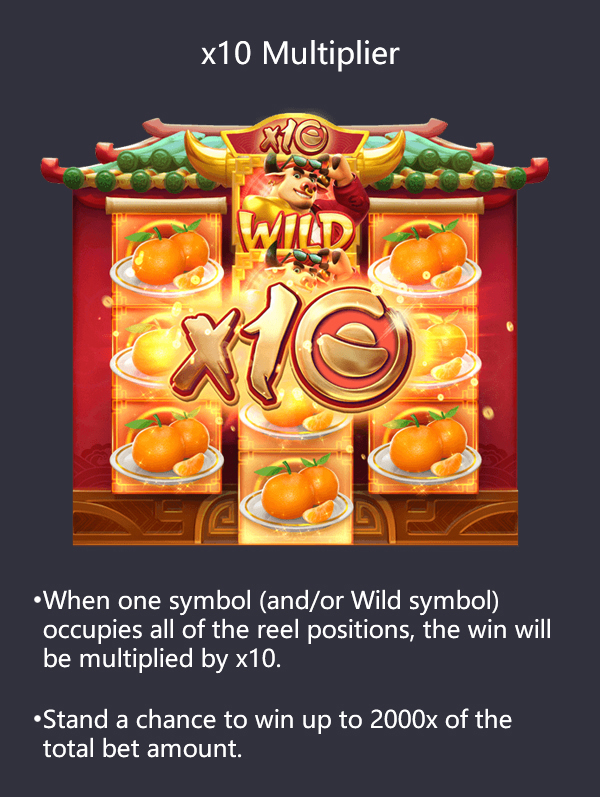 x10 Multiplier
x10
WILD
x10
•When one symbol (and/or Wild symbol)
occupies all of the reel positions, the win will
be multiplied by x10.
•Stand a chance to win up to 2000x of the
total bet amount.